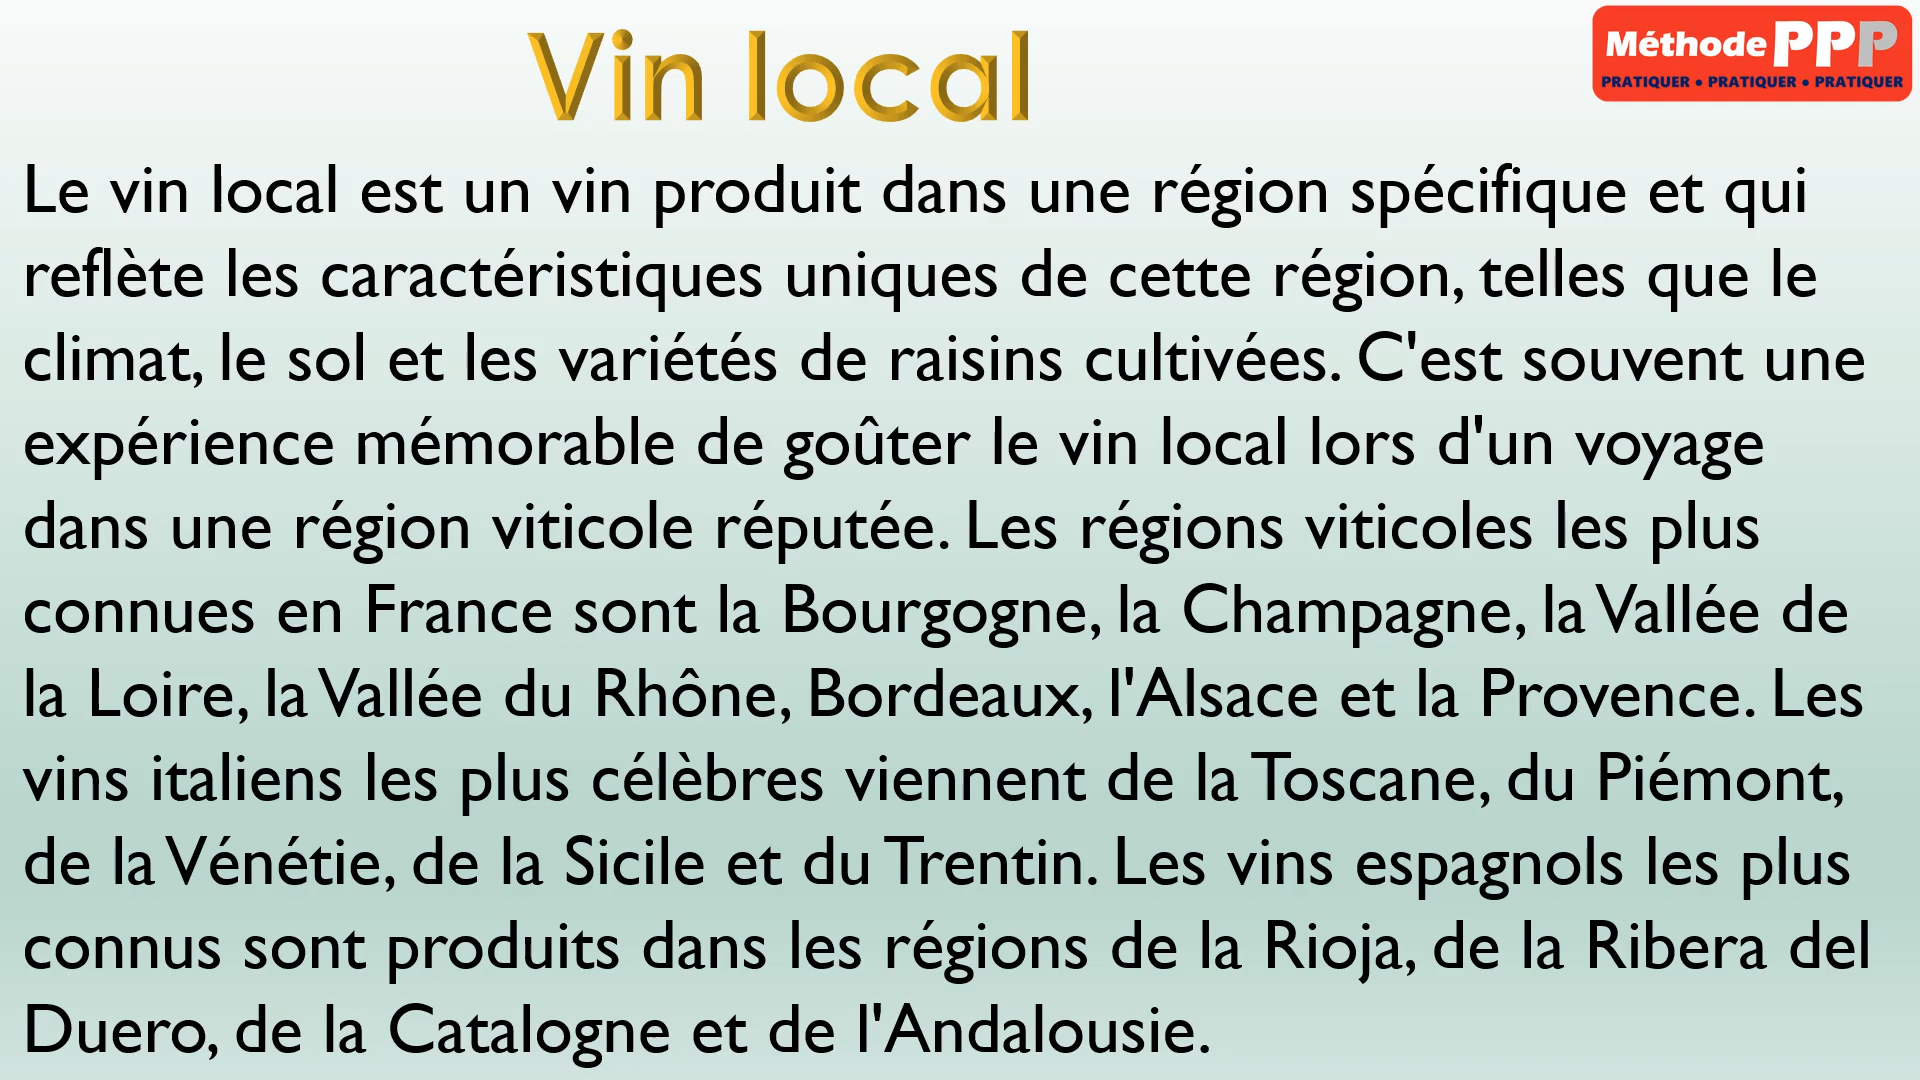 Vin local
Méthode PPP
PRATIQUER • PRATIQUER • PRATIQUER
Le vin local est un vin produit dans une région spécifique et qui
reflète les caractéristiques uniques de cette région, telles que le
climat, le sol et les variétés de raisins cultivées. C'est souvent une
expérience mémorable de goûter le vin local lors d'un voyage
dans une région viticole réputée. Les régions viticoles les plus
connues en France sont la Bourgogne, la Champagne, la Vallée de
la Loire, la Vallée du Rhône, Bordeaux, l'Alsace et la Provence. Les
vins italiens les plus célèbres viennent de la Toscane, du Piémont,
de la Vénétie, de la Sicile et du Trentin. Les vins espagnols les plus
connus sont produits dans les régions de la Rioja, de la Ribera del
Duero, de la Catalogne et de l'Andalousie.